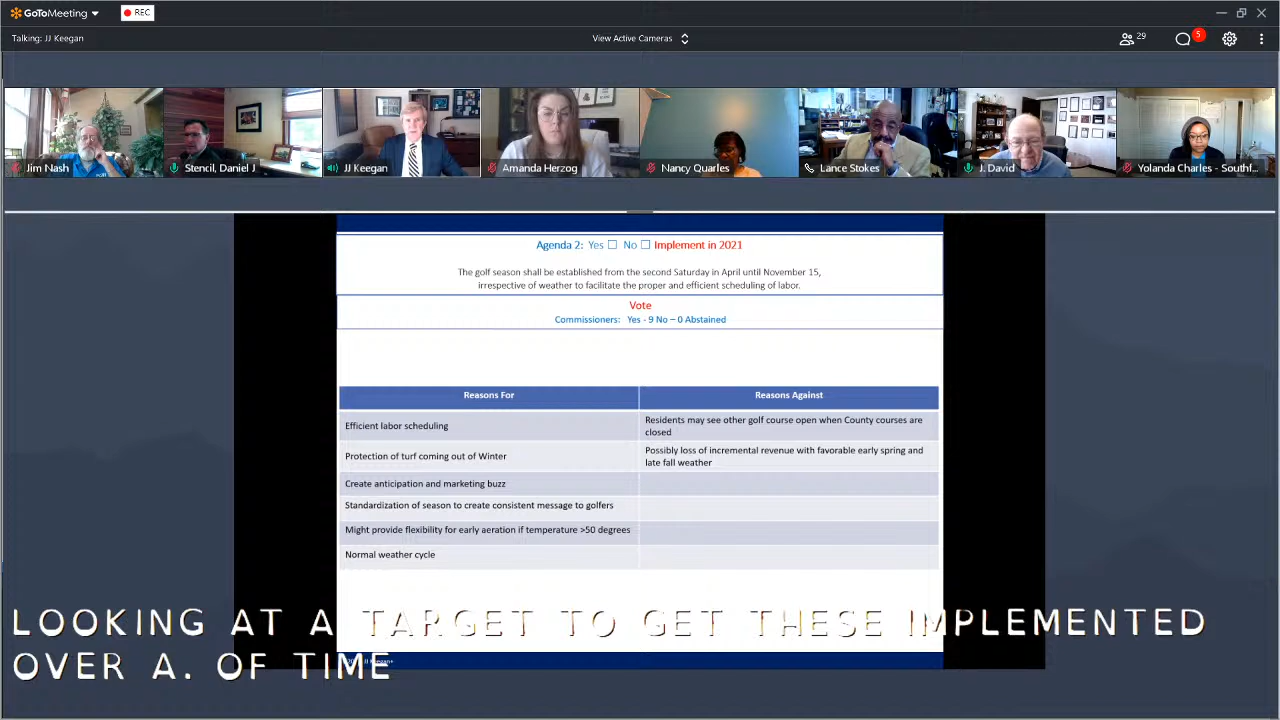 GoToMeeting
REC
Talking: JJ Keegan
View Active Cameras
29
5
Jim Nash
Stencil, Daniel J
JJ Keegan
Amanda Herzog
Nancy Quarles
Lance Stokes
J. David
Yolanda Charles - Southf...
Agenda 2: Yes ☐ No ☐ Implement in 2021
The golf season shall be established from the second Saturday in April until November 15,
irrespective of weather to facilitate the proper and efficient scheduling of labor.
Vote
Commissioners: Yes - 9 No – 0 Abstained
Reasons For
Reasons Against
Efficient labor scheduling
Residents may see other golf course open when County courses are
closed
Protection of turf coming out of Winter
Possibly loss of incremental revenue with favorable early spring and
late fall weather
Create anticipation and marketing buzz
Standardization of season to create consistent message to golfers
Might provide flexibility for early aeration if temperature >50 degrees
Normal weather cycle
LOOKING AT A TARGET TO GET THESE IMPLEMENTED
OVER A. OF TIME
JJ Keegan+